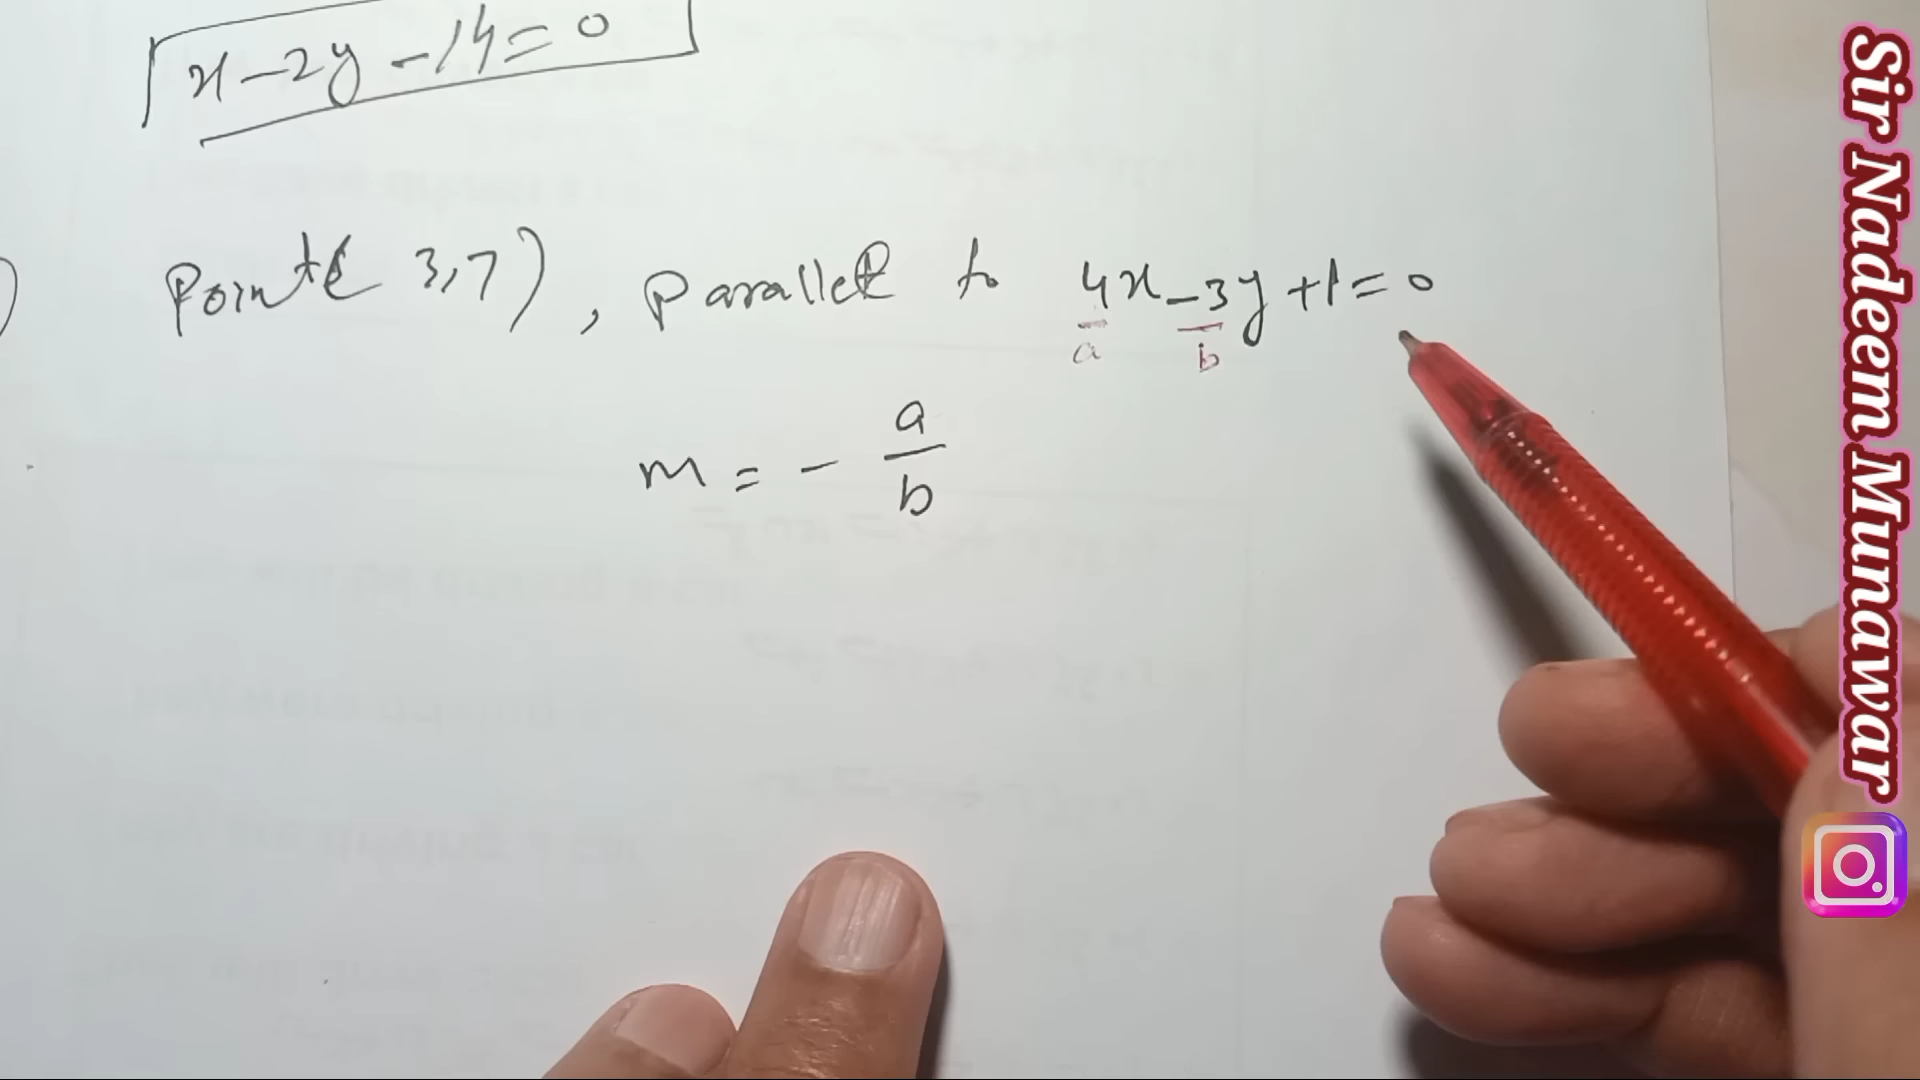 x-2y-14=0
) Point( 3,7), Parallel to 4x-3y+1=0
a b
m = - a/b
Sir Nadeem Munawar